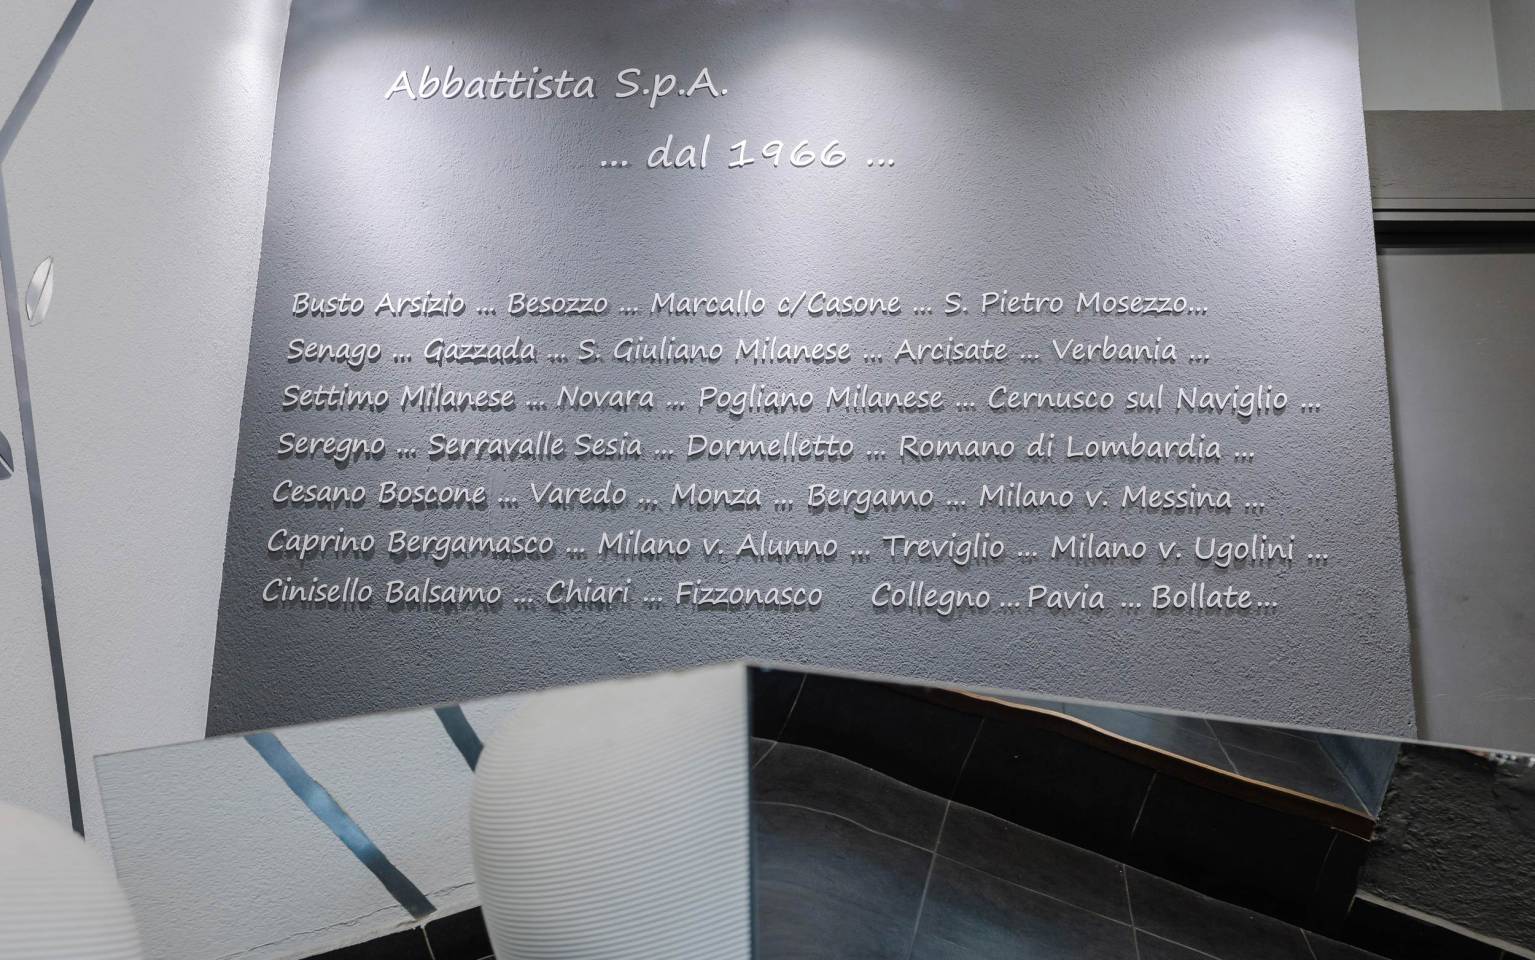 Abbattista S.p.A.
... dal 1966 ...
Busto Arsizio ... Besozzo ... Marcallo c/Casone ... S. Pietro Mosezzo...
Senago ... Gazzada ... S. Giuliano Milanese ... Arcisate ... Verbania ...
Settimo Milanese ... Novara ... Pogliano Milanese ... Cernusco sul Naviglio ...
Seregno ... Serravalle Sesia ... Dormelletto ... Romano di Lombardia ...
Cesano Boscone ... Varedo ... Monza ... Bergamo ... Milano v. Messina ...
Caprino Bergamasco ... Milano v. Alunno ... Treviglio ... Milano v. Ugolini ...
Cinisello Balsamo ... Chiari ... Fizzonasco Collegno ... Pavia ... Bollate...